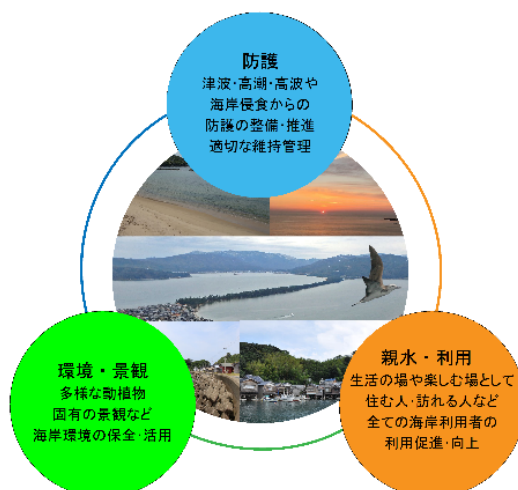 防護
津波・高潮・高波や
海岸侵食からの
防護の整備・推進
適切な維持管理
環境・景観
多様な動植物
固有の景観など
海岸環境の保全・活用
親水・利用
生活の場や楽しむ場として
住む人・訪れる人など
全ての海岸利用者の
利用促進・向上